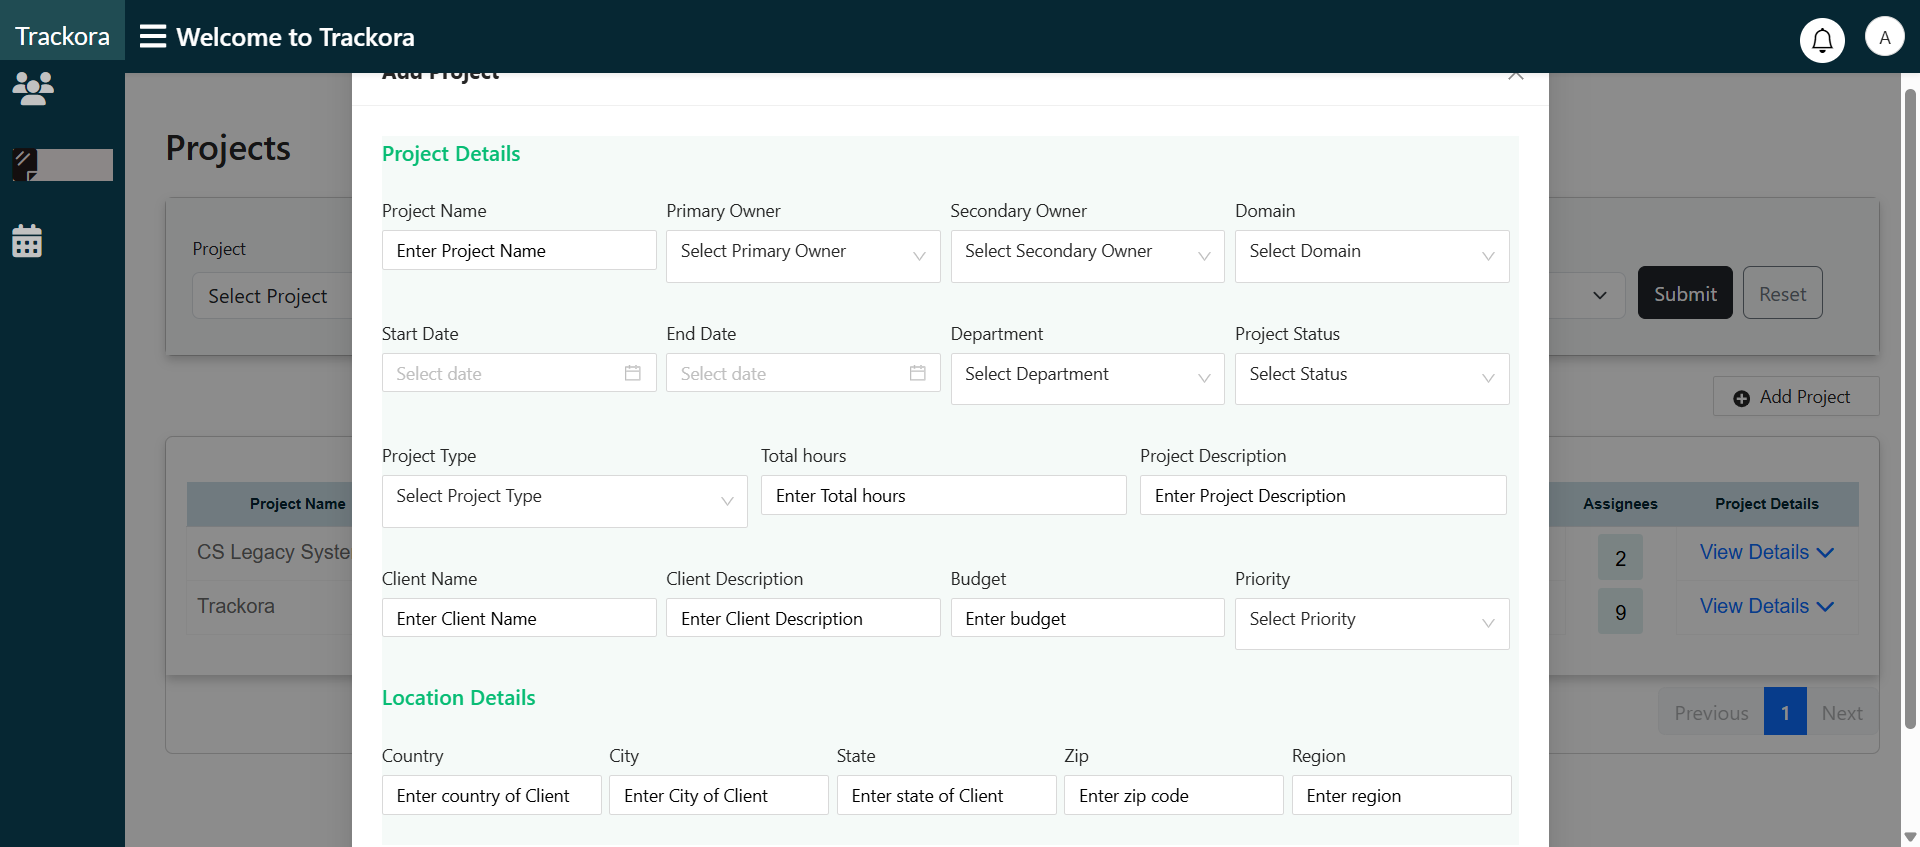 Trackora
Welcome to Trackora
A
Add Project
Projects
Project
Select Project
Submit
Reset
Add Project
Project Details
Project Name
Primary Owner
Secondary Owner
Domain
Enter Project Name
Select Primary Owner
Select Secondary Owner
Select Domain
Start Date
End Date
Department
Project Status
Select date
Select date
Select Department
Select Status
Project Type
Total hours
Project Description
Select Project Type
Enter Total hours
Enter Project Description
Client Name
Client Description
Budget
Priority
Enter Client Name
Enter Client Description
Enter budget
Select Priority
Location Details
Country
City
State
Zip
Region
Enter country of Client
Enter City of Client
Enter state of Client
Enter zip code
Enter region
Project Name
Assignees
Project Details
CS Legacy Syste
2
View Details
Trackora
9
View Details
Previous
1
Next